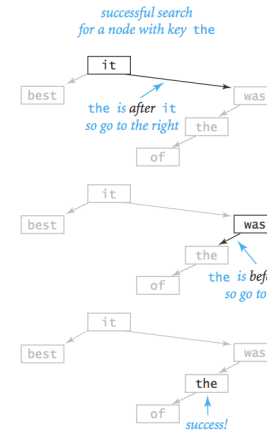 successful search
for a node with key the
it
best
was
the is after it
so go to the right
the
of
it
best
was
the
the is
of
so go to
it
best
was
the
of
success!